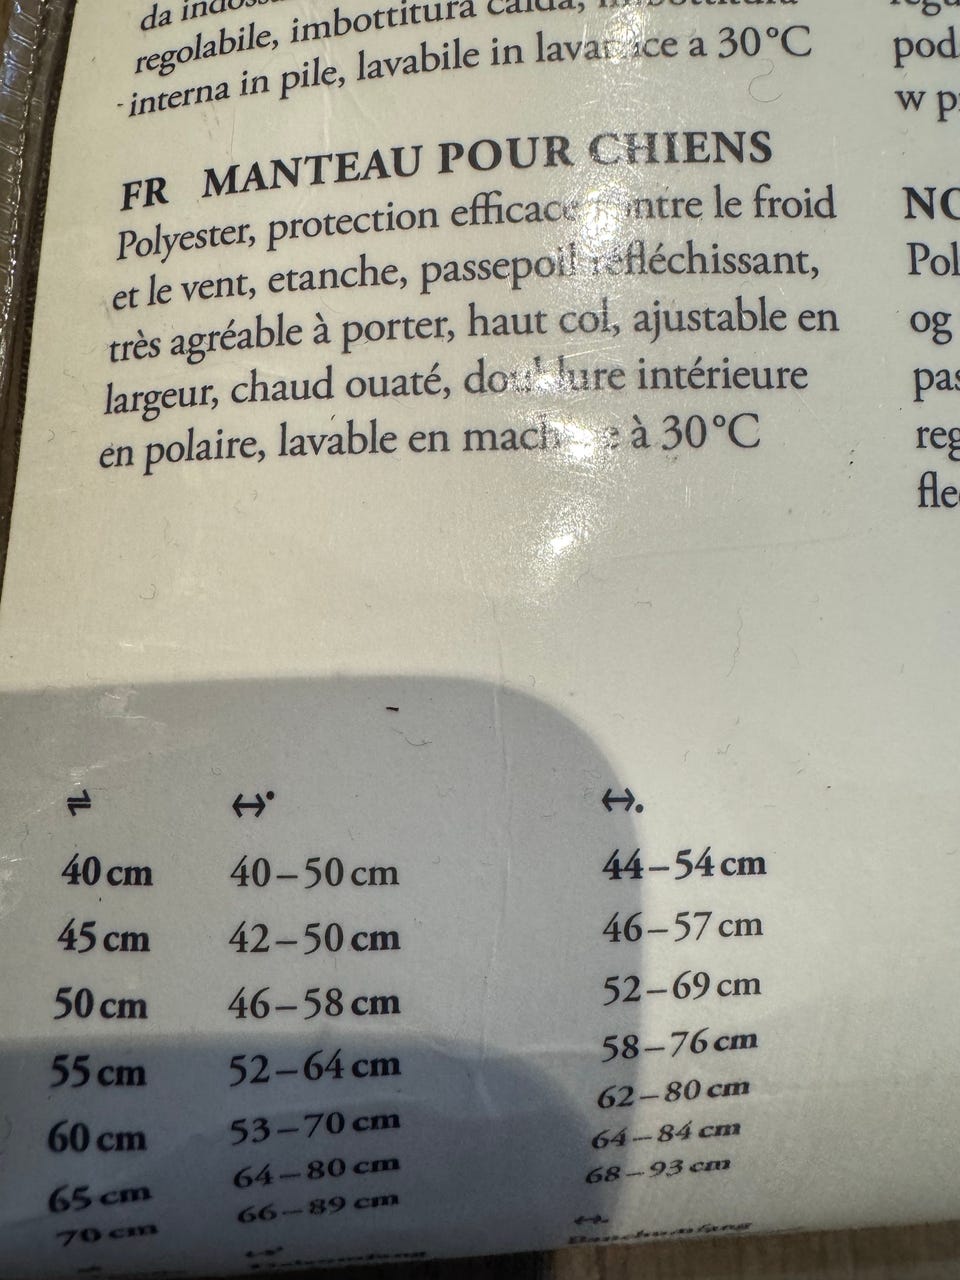 da
regolabile, imbottitura calda,
interna in pile, lavabile in lavatrice a 30°C
FR MANTEAU POUR CHIENS
Polyester, protection efficace contre le froid
et le vent, etanche, passepoil réfléchissant,
très agréable à porter, haut col, ajustable en
largeur, chaud ouaté, doublure intérieure
en polaire, lavable en machine à 30°C
pod
w
NO
Pol
og
pas
reg
fle
⇌ ↔• ↔.
40 cm 40–50 cm 44–54 cm
45 cm 42–50 cm 46–57 cm
50 cm 46–58 cm 52–69 cm
55 cm 52–64 cm 58–76 cm
60 cm 53–70 cm 62–80 cm
65 cm 64–80 cm 64–84 cm
70 cm 66–89 cm 68–93 cm